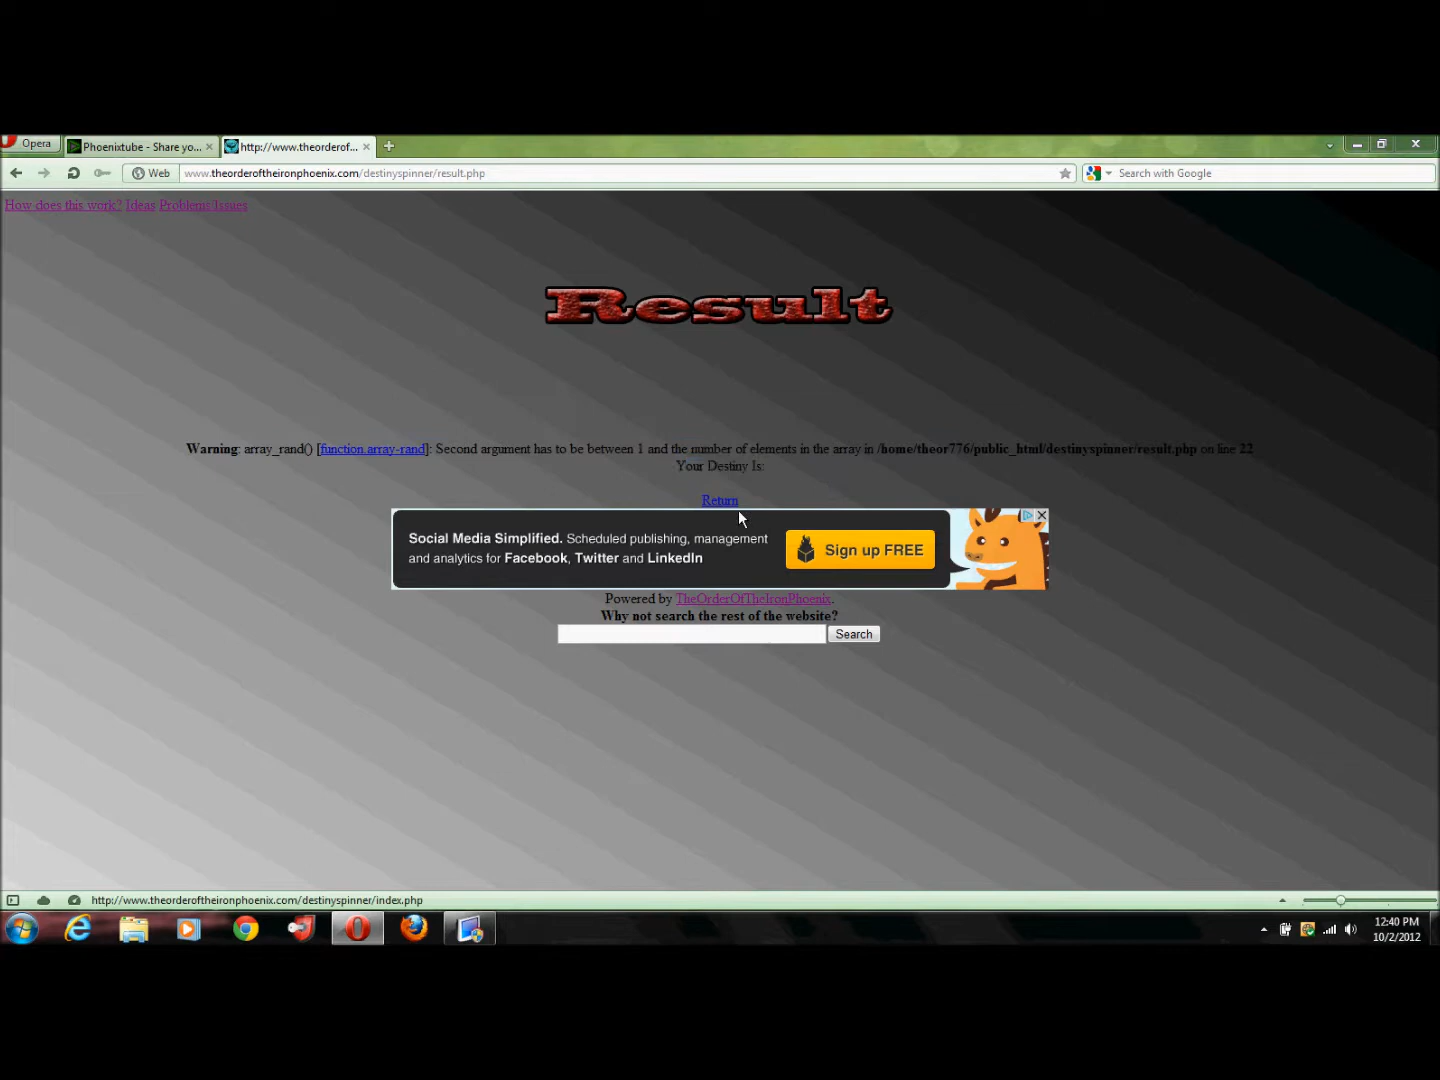 Opera
Phoenixtube - Share yo...
http://www.theorderof...
Web
www.theorderoftheironphoenix.com/destinyspinner/result.php
Search with Google
How does this work? Ideas Problems/Issues
Result
Warning: array_rand() [function.array-rand]: Second argument has to be between 1 and the number of elements in the array in /home/theor776/public_html/destinyspinner/result.php on line 22
Your Destiny Is:
Return
Social Media Simplified. Scheduled publishing, management
and analytics for Facebook, Twitter and LinkedIn
Sign up FREE
Powered by TheOrderOfTheIronPhoenix.
Why not search the rest of the website?
Search
http://www.theorderoftheironphoenix.com/destinyspinner/index.php
12:40 PM
10/2/2012